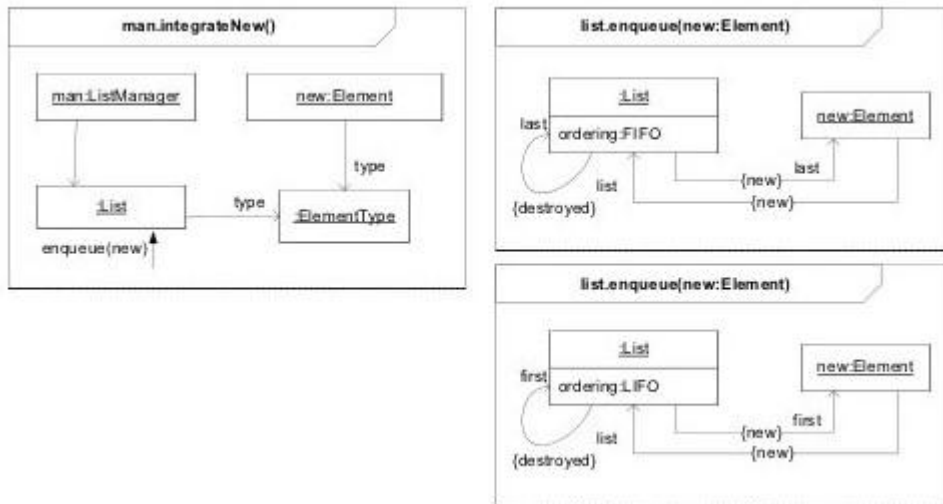 man.integrateNew()
man:ListManager
new:Element
type
:List
type
:ElementType
enqueue(new)
list.enqueue(new:Element)
:List
new:Element
last
ordering:FIFO
last
list
{new}
{new}
{destroyed}
list.enqueue(new:Element)
:List
new:Element
first
ordering:LIFO
first
list
{new}
{new}
{destroyed}